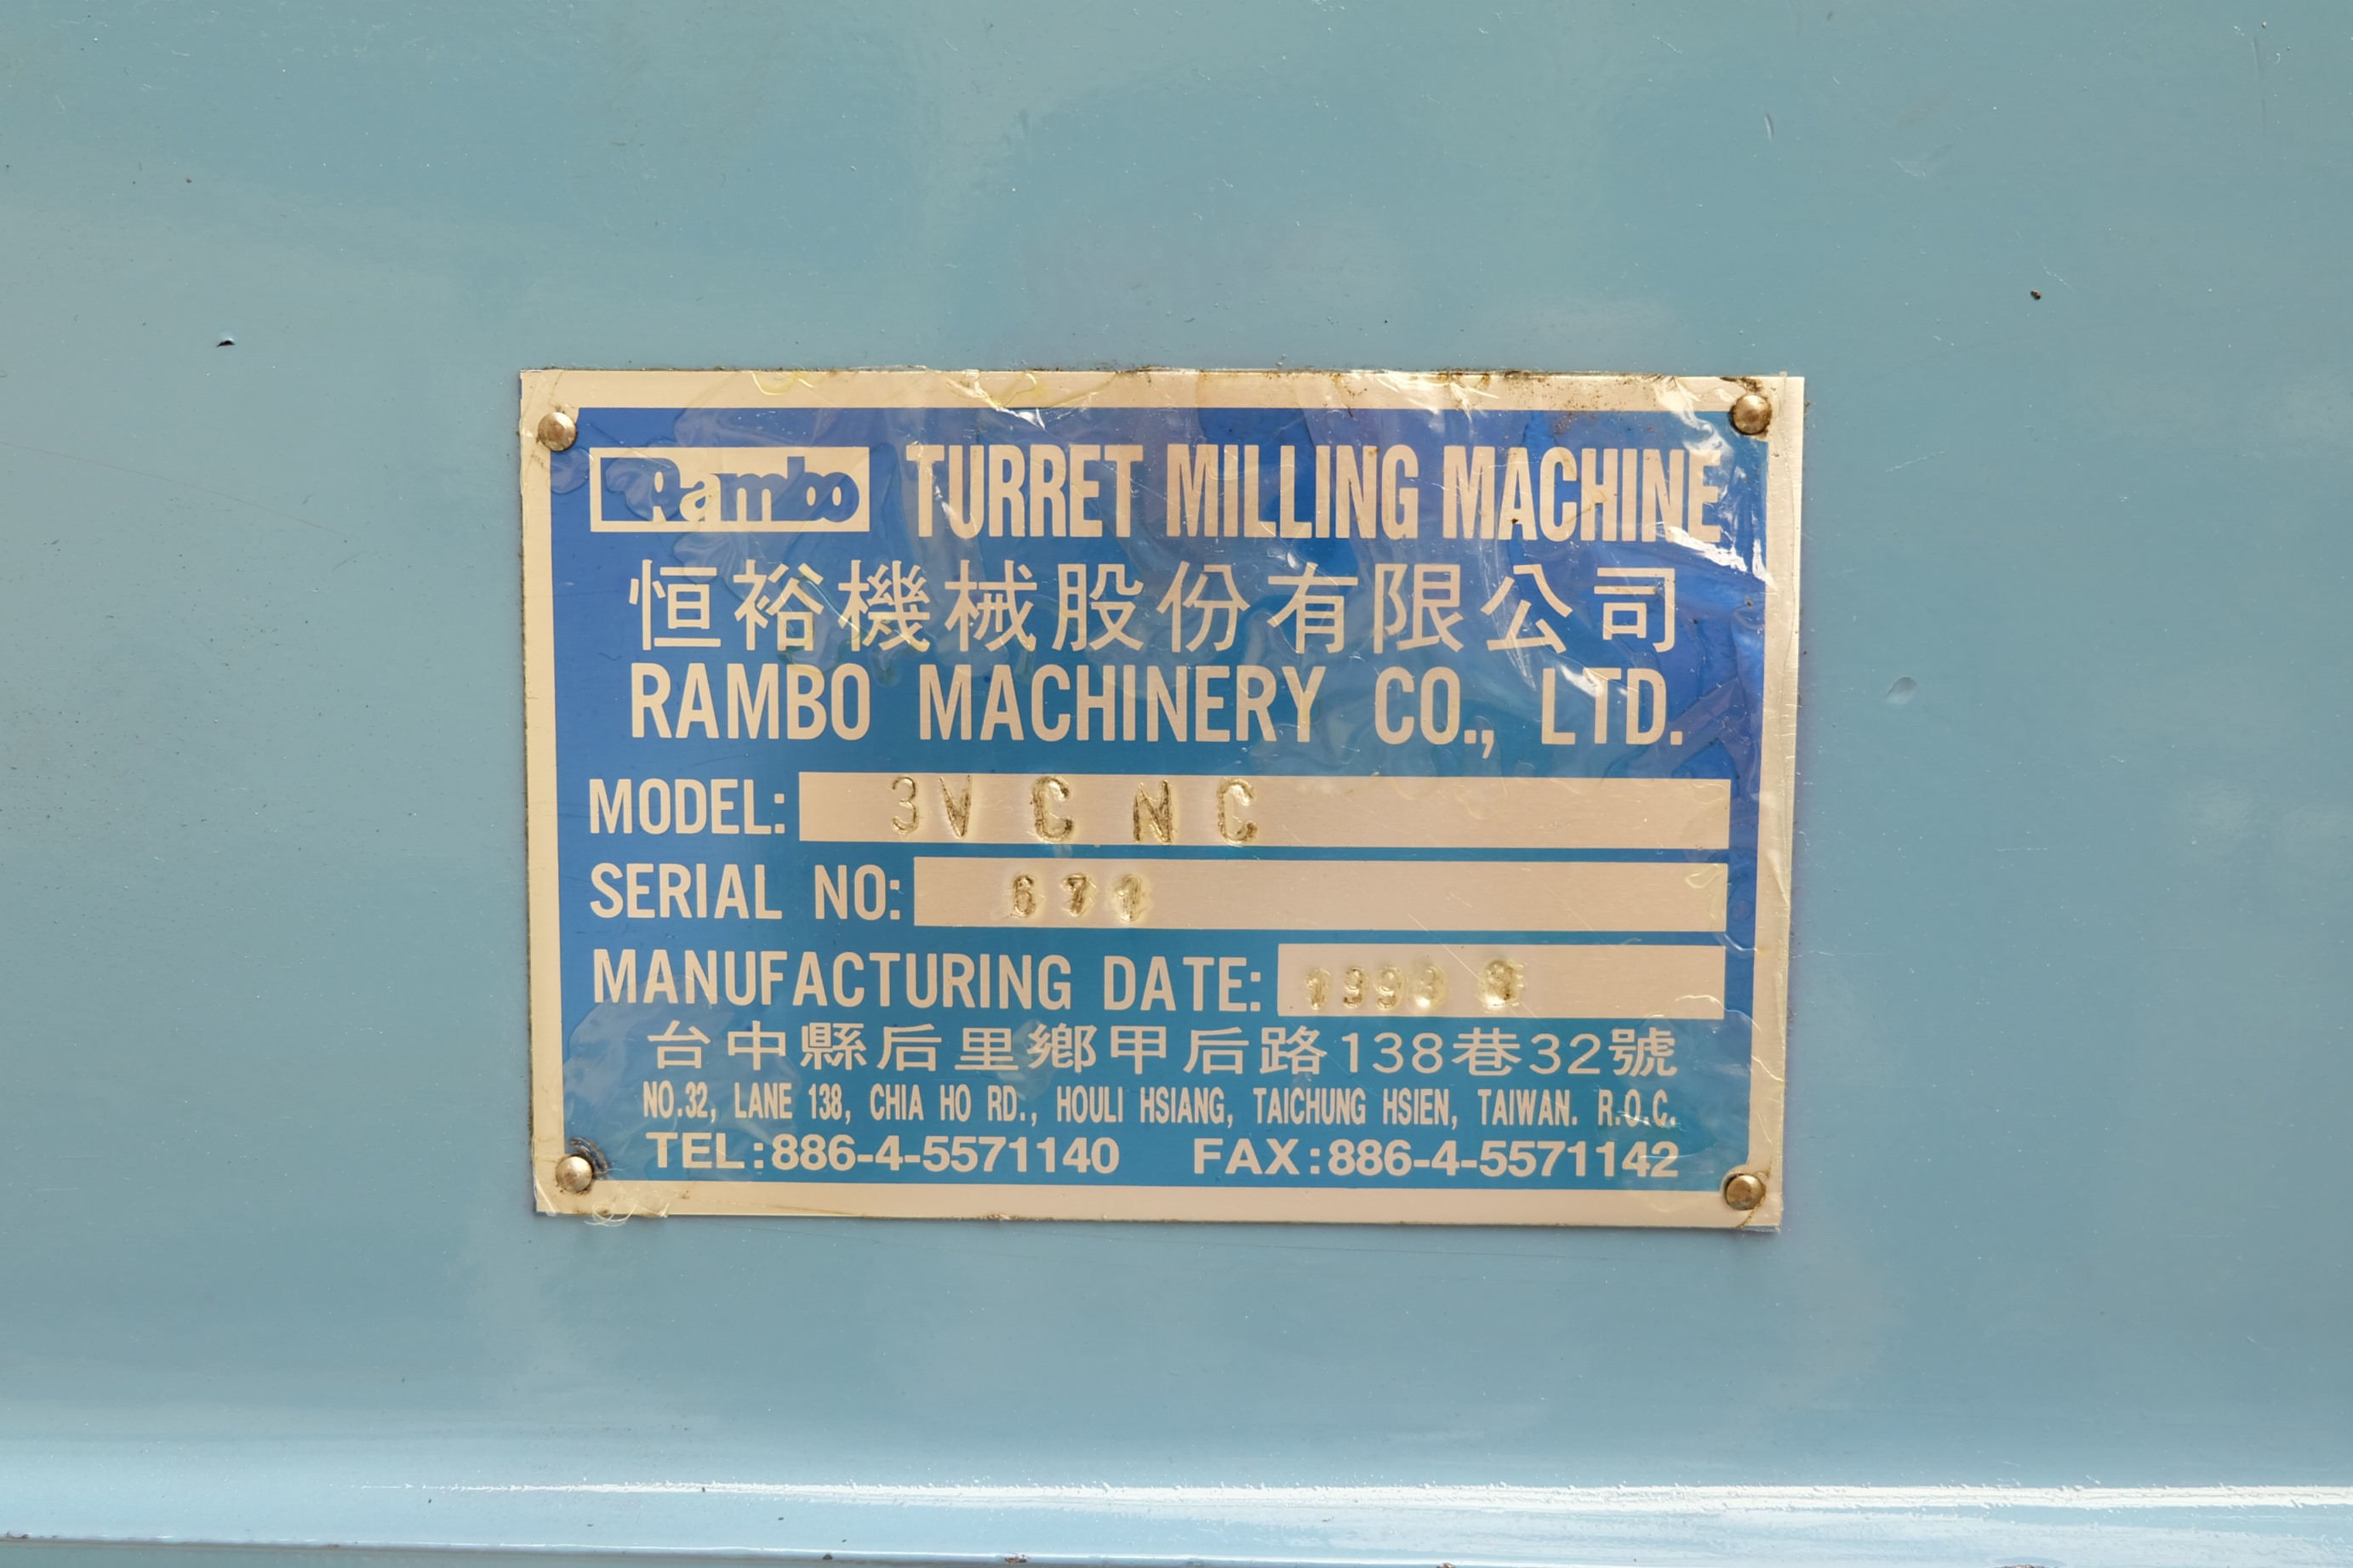 Rambo TURRET MILLING MACHINE
恒裕機械股份有限公司
RAMBO MACHINERY CO., LTD.
MODEL: 3V C N C
SERIAL NO: 671
MANUFACTURING DATE:
台中縣后里鄉甲后路138巷32號
NO.32, LANE 138, CHIA HO RD., HOULI HSIANG, TAICHUNG HSIEN, TAIWAN. R.O.C.
TEL:886-4-5571140 FAX:886-4-5571142